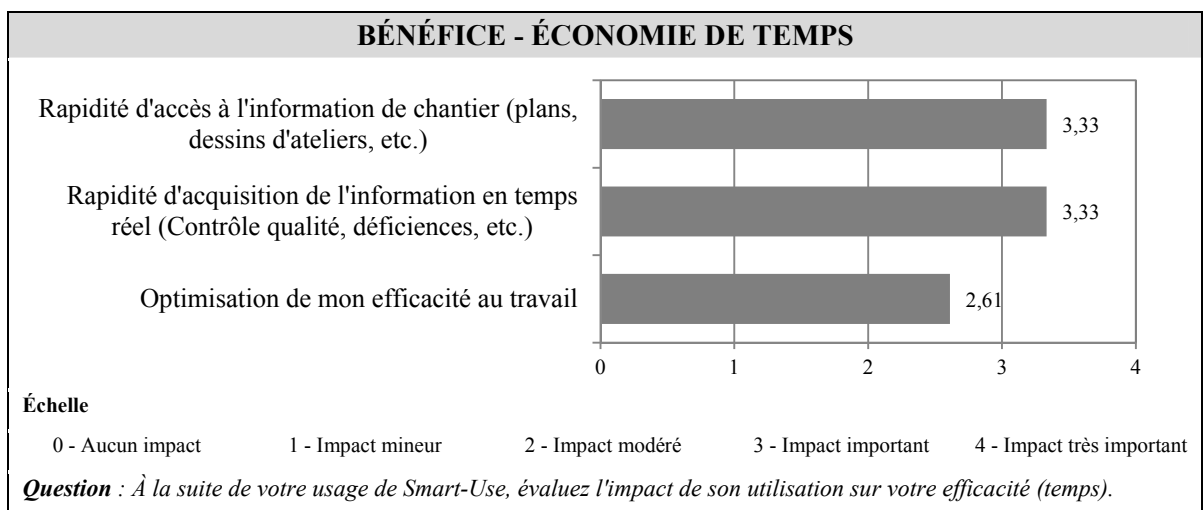 BÉNÉFICE - ÉCONOMIE DE TEMPS
Rapidité d'accès à l'information de chantier (plans,
dessins d'ateliers, etc.)
3,33
Rapidité d'acquisition de l'information en temps
réel (Contrôle qualité, déficiences, etc.)
3,33
Optimisation de mon efficacité au travail
2,61
0 1 2 3 4
Échelle
0 - Aucun impact 1 - Impact mineur 2 - Impact modéré 3 - Impact important 4 - Impact très important
Question : À la suite de votre usage de Smart-Use, évaluez l'impact de son utilisation sur votre efficacité (temps).